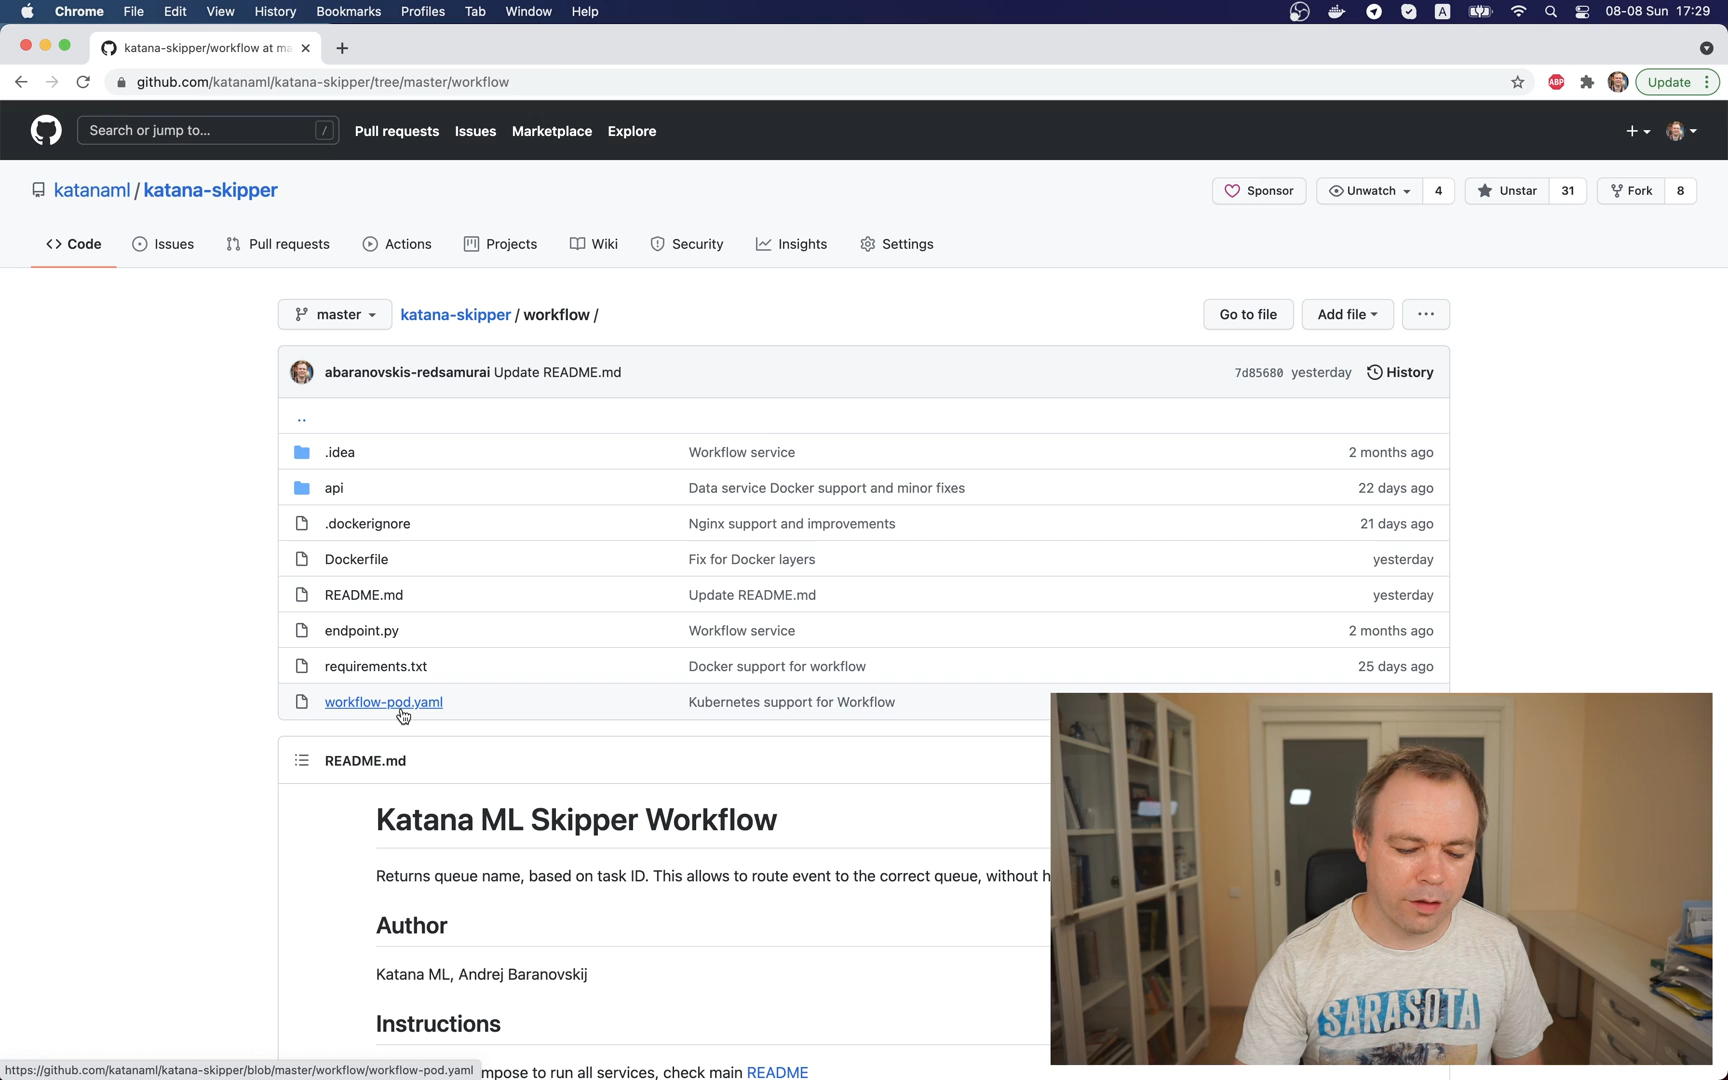 Chrome File Edit View History Bookmarks Profiles Tab Window Help A 08-08 Sun 17:29
katana-skipper/workflow at ma
github.com/katanaml/katana-skipper/tree/master/workflow ABP Update
Search or jump to... / Pull requests Issues Marketplace Explore
katanaml / katana-skipper Sponsor Unwatch 4 Unstar 31 Fork 8
Code Issues Pull requests Actions Projects Wiki Security Insights Settings
master katana-skipper / workflow / Go to file Add file ...
abaranovskis-redsamurai Update README.md 7d85680 yesterday History
..
.idea Workflow service 2 months ago
api Data service Docker support and minor fixes 22 days ago
.dockerignore Nginx support and improvements 21 days ago
Dockerfile Fix for Docker layers yesterday
README.md Update README.md yesterday
endpoint.py Workflow service 2 months ago
requirements.txt Docker support for workflow 25 days ago
workflow-pod.yaml Kubernetes support for Workflow
README.md
Katana ML Skipper Workflow
Returns queue name, based on task ID. This allows to route event to the correct queue, without h
Author
Katana ML, Andrej Baranovskij
Instructions
mpose to run all services, check main README
https://github.com/katanaml/katana-skipper/blob/master/workflow/workflow-pod.yaml
SARASOTA